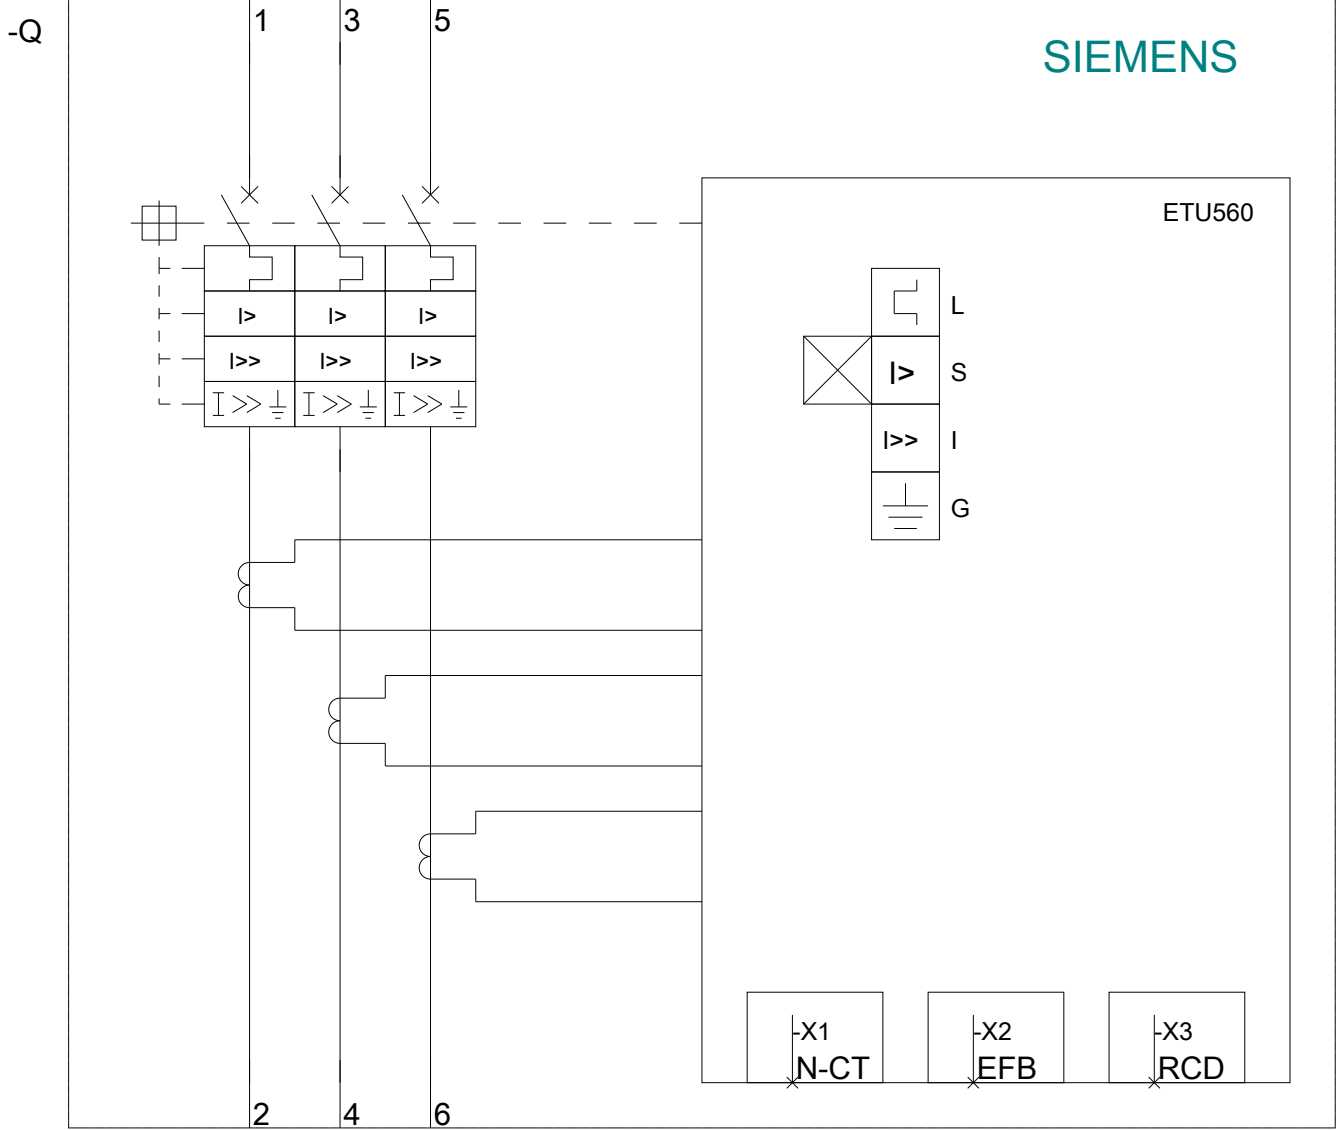 -Q
1 3 5
SIEMENS
ETU560
I> I> I>
I>> I>> I>>
I >> I >> I >>
L
I> S
I>> I
G
-X1 -X2 -X3
N-CT EFB RCD
2 4 6